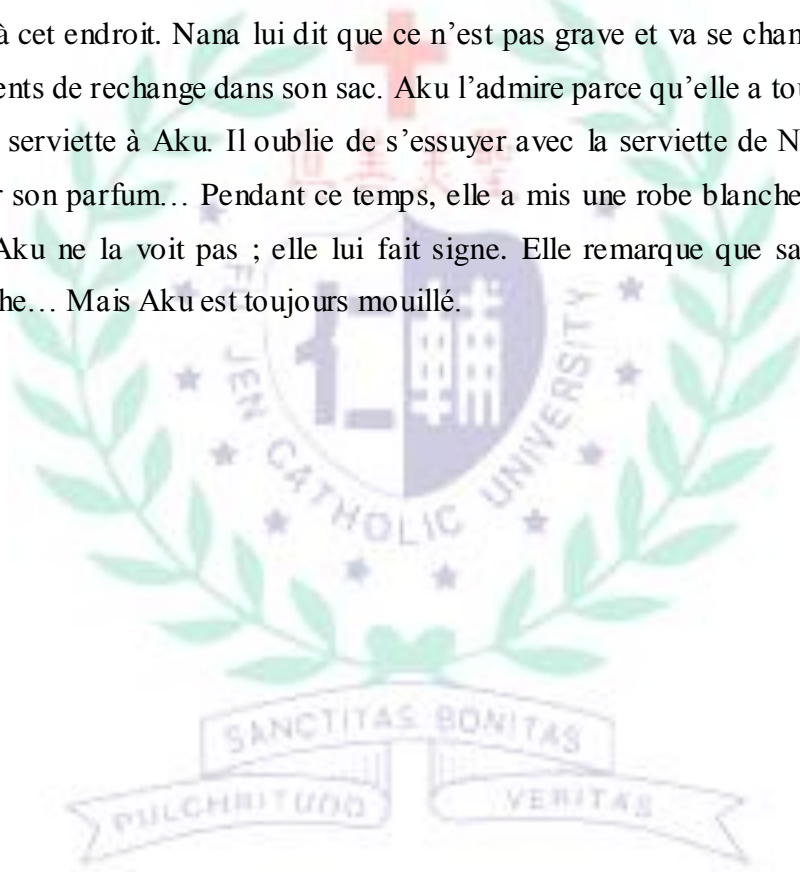 à cet endroit. Nana lui dit que ce n’est pas grave et va se chan
ents de rechange dans son sac. Aku l’admire parce qu’elle a tou
serviette à Aku. Il oublie de s’essuyer avec la serviette de N
r son parfum… Pendant ce temps, elle a mis une robe blanche
Aku ne la voit pas ; elle lui fait signe. Elle remarque que sa
he… Mais Aku est toujours mouillé.
JEN CATHOLIC UNIVERSITY
SANCTITAS BONITAS
PULCHRITUDO VERITAS